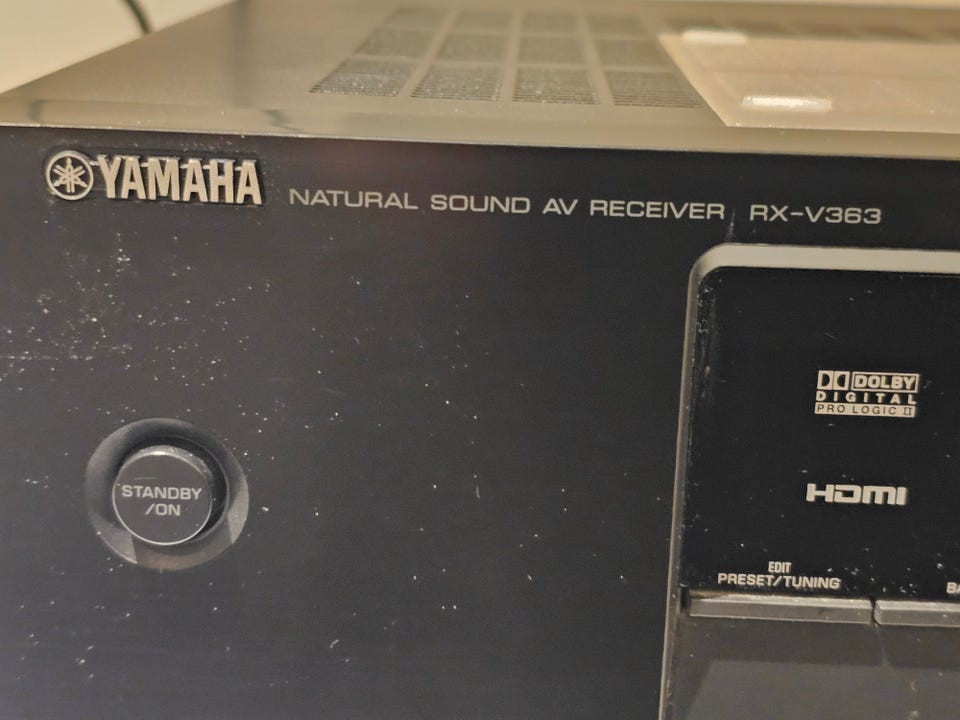 YAMAHA
NATURAL SOUND AV RECEIVER RX-V363
DOLBY
DIGITAL
PRO LOGIC II
HDMI
STANDBY
/ON
EDIT
PRESET/TUNING